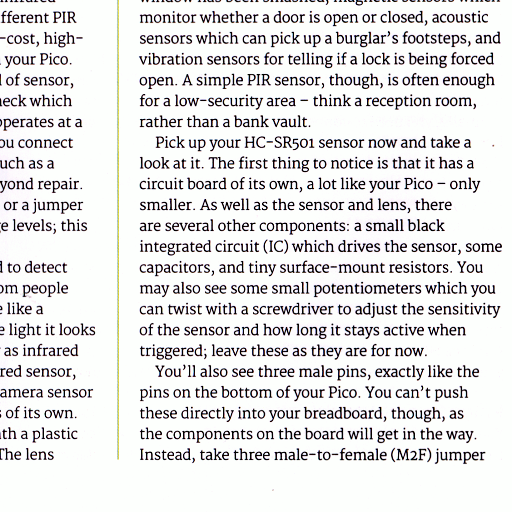 fferent PIR
-cost, high-
your Pico.
of sensor,
eck which
operates at a
ou connect
uch as a
yond repair.
or a jumper
e levels; this
to detect
om people
like a
light it looks
as infrared
red sensor,
amera sensor
of its own.
th a plastic
The lens
monitor whether a door is open or closed, acoustic
sensors which can pick up a burglar's footsteps, and
vibration sensors for telling if a lock is being forced
open. A simple PIR sensor, though, is often enough
for a low-security area – think a reception room,
rather than a bank vault.
Pick up your HC-SR501 sensor now and take a
look at it. The first thing to notice is that it has a
circuit board of its own, a lot like your Pico – only
smaller. As well as the sensor and lens, there
are several other components: a small black
integrated circuit (IC) which drives the sensor, some
capacitors, and tiny surface-mount resistors. You
may also see some small potentiometers which you
can twist with a screwdriver to adjust the sensitivity
of the sensor and how long it stays active when
triggered; leave these as they are for now.
You'll also see three male pins, exactly like the
pins on the bottom of your Pico. You can't push
these directly into your breadboard, though, as
the components on the board will get in the way.
Instead, take three male-to-female (M2F) jumper